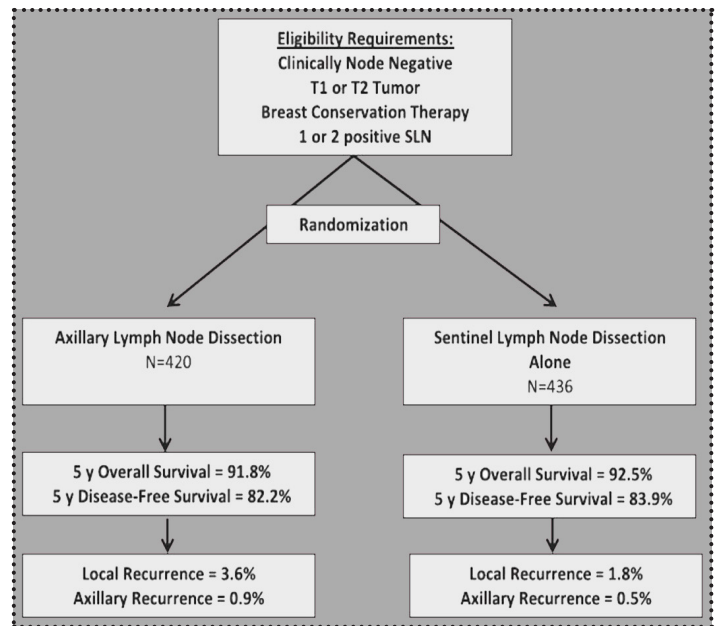 Eligibility Requirements:
Clinically Node Negative
T1 or T2 Tumor
Breast Conservation Therapy
1 or 2 positive SLN
Randomization
Axillary Lymph Node Dissection
N=420
Sentinel Lymph Node Dissection
Alone
N=436
5 y Overall Survival = 91.8%
5 y Disease-Free Survival = 82.2%
5 y Overall Survival = 92.5%
5 y Disease-Free Survival = 83.9%
Local Recurrence = 3.6%
Axillary Recurrence = 0.9%
Local Recurrence = 1.8%
Axillary Recurrence = 0.5%